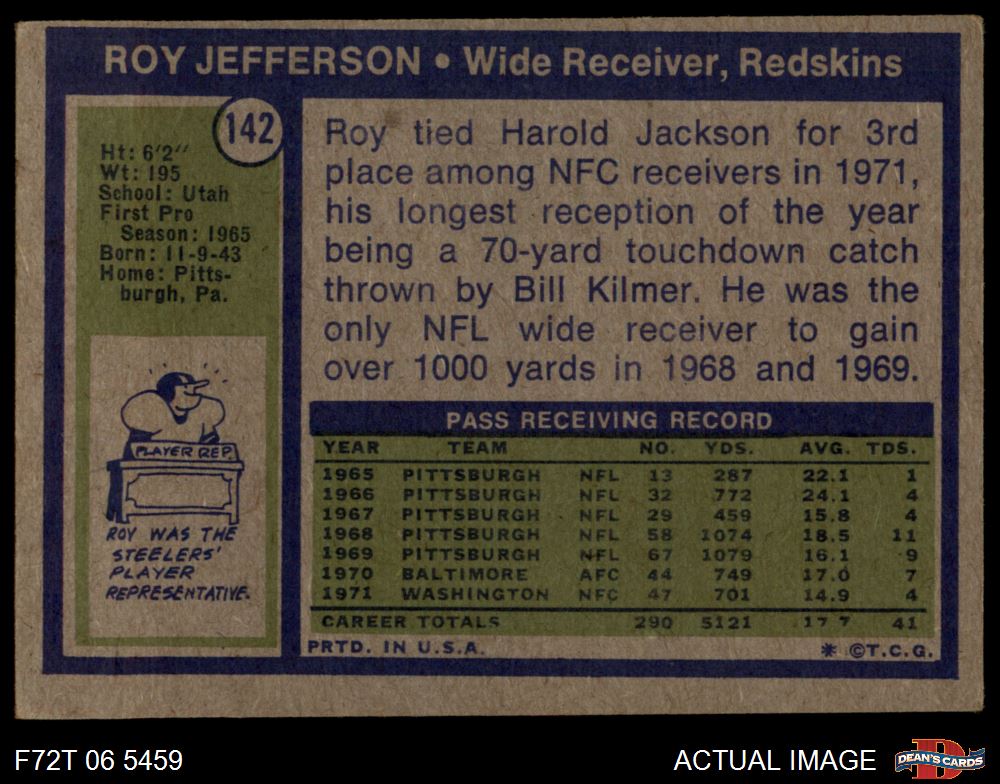 ROY JEFFERSON • Wide Receiver, Redskins
142
Ht: 6'2"
Wt: 195
School: Utah
First Pro
Season: 1965
Born: 11-9-43
Home: Pitts-
burgh, Pa.
PLAYER REP.
ROY WAS THE
STEELERS'
PLAYER
REPRESENTATIVE.
Roy tied Harold Jackson for 3rd
place among NFC receivers in 1971,
his longest reception of the year
being a 70-yard touchdown catch
thrown by Bill Kilmer. He was the
only NFL wide receiver to gain
over 1000 yards in 1968 and 1969.
PASS RECEIVING RECORD
YEAR TEAM NO. YDS. AVG. TDS.
1965 PITTSBURGH NFL 13 287 22.1 1
1966 PITTSBURGH NFL 32 772 24.1 4
1967 PITTSBURGH NFL 29 459 15.8 4
1968 PITTSBURGH NFL 58 1074 18.5 11
1969 PITTSBURGH NFL 67 1079 16.1 9
1970 BALTIMORE AFC 44 749 17.0 7
1971 WASHINGTON NFC 47 701 14.9 4
CAREER TOTALS 290 5121 17.7 41
PRTD. IN U.S.A. * ©T.C.G.
F72T 06 5459 ACTUAL IMAGE
DEAN'S CARDS